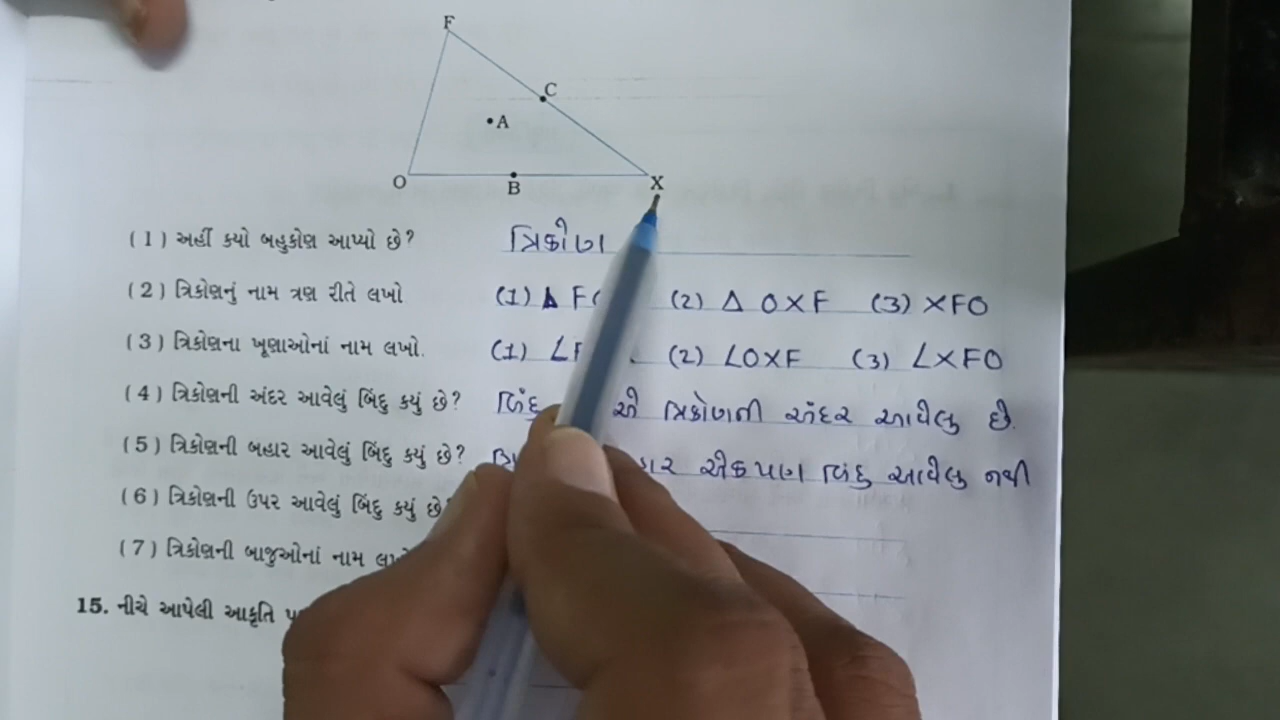 F
C
A
O
B
X
(1) અહીં કયો બહુકોણ આપ્યો છે? ત્રિકોણ
(2) ત્રિકોણનું નામ ત્રણ રીતે લખો (1) Δ F (2) Δ OXF (3) XFO
(3) ત્રિકોણના ખૂણાઓનાં નામ લખો. (1) ∠F (2) ∠OXF (3) ∠XFO
(4) ત્રિકોણની અંદર આવેલું બિંદુ કયું છે? બિંદુ એ ત્રિકોણની અંદર આવેલુ છે.
(5) ત્રિકોણની બહાર આવેલું બિંદુ કયું છે? એકપણ બિંદુ આવેલુ નથી
(6) ત્રિકોણની ઉપર આવેલું બિંદુ કયું છે
(7) ત્રિકોણની બાજુઓનાં નામ
15. નીચે આપેલી આકૃતિ